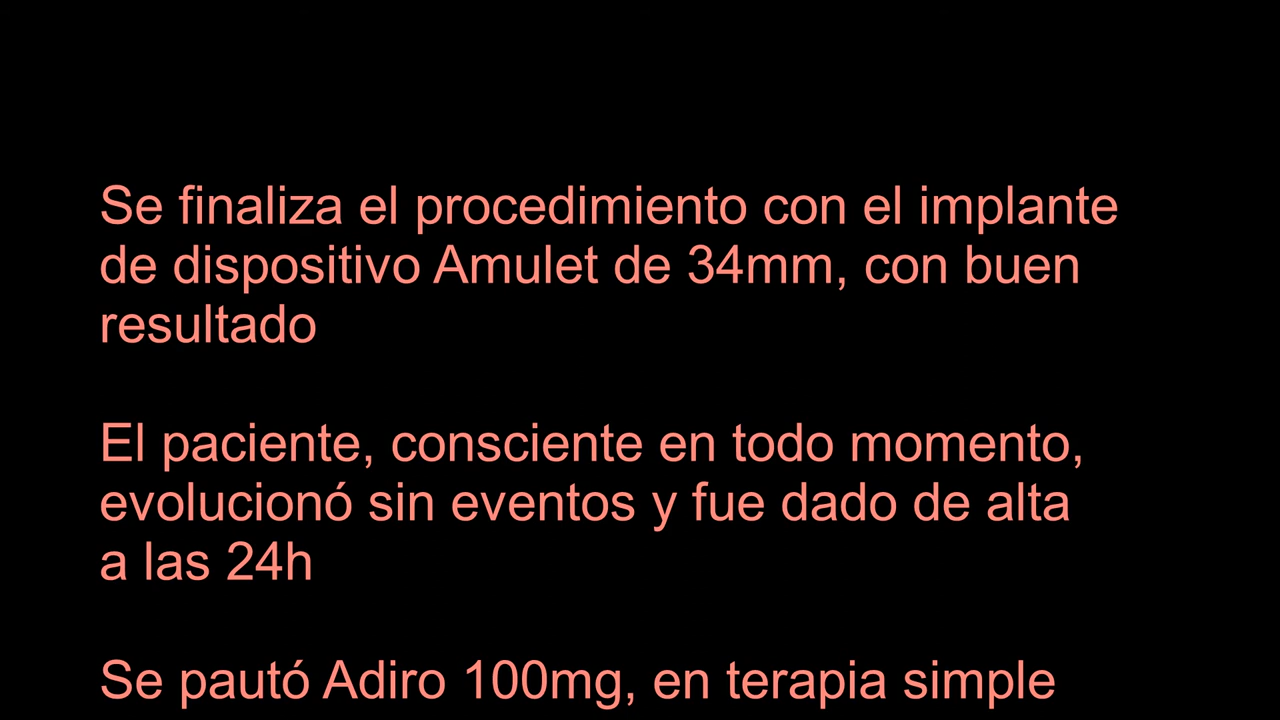 Se finaliza el procedimiento con el implante
de dispositivo Amulet de 34mm, con buen
resultado
El paciente, consciente en todo momento,
evolucionó sin eventos y fue dado de alta
a las 24h
Se pautó Adiro 100mg, en terapia simple